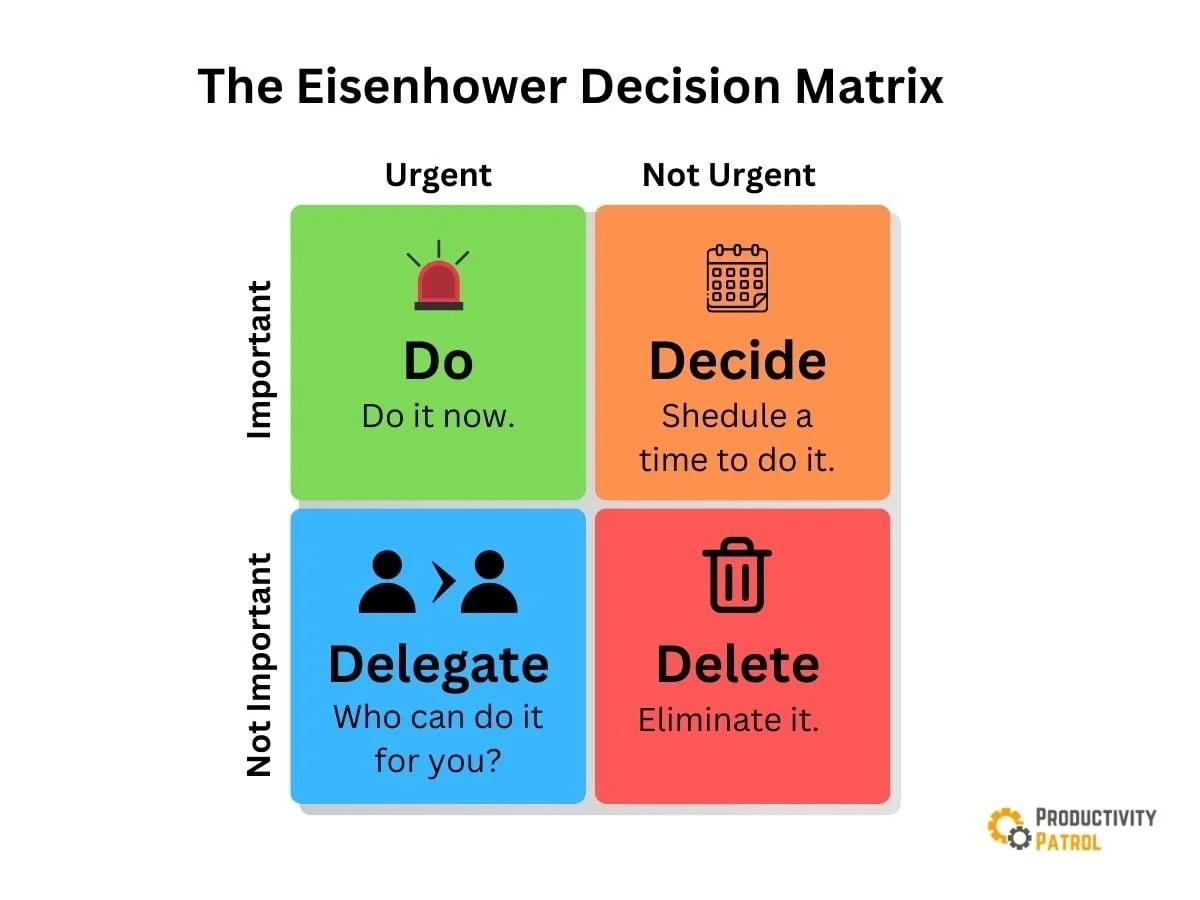 The Eisenhower Decision Matrix
Urgent
Not Urgent
Important
Do
Do it now.
Decide
Shedule a
time to do it.
Not Important
Delegate
Who can do it
for you?
Delete
Eliminate it.
PRODUCTIVITY
PATROL